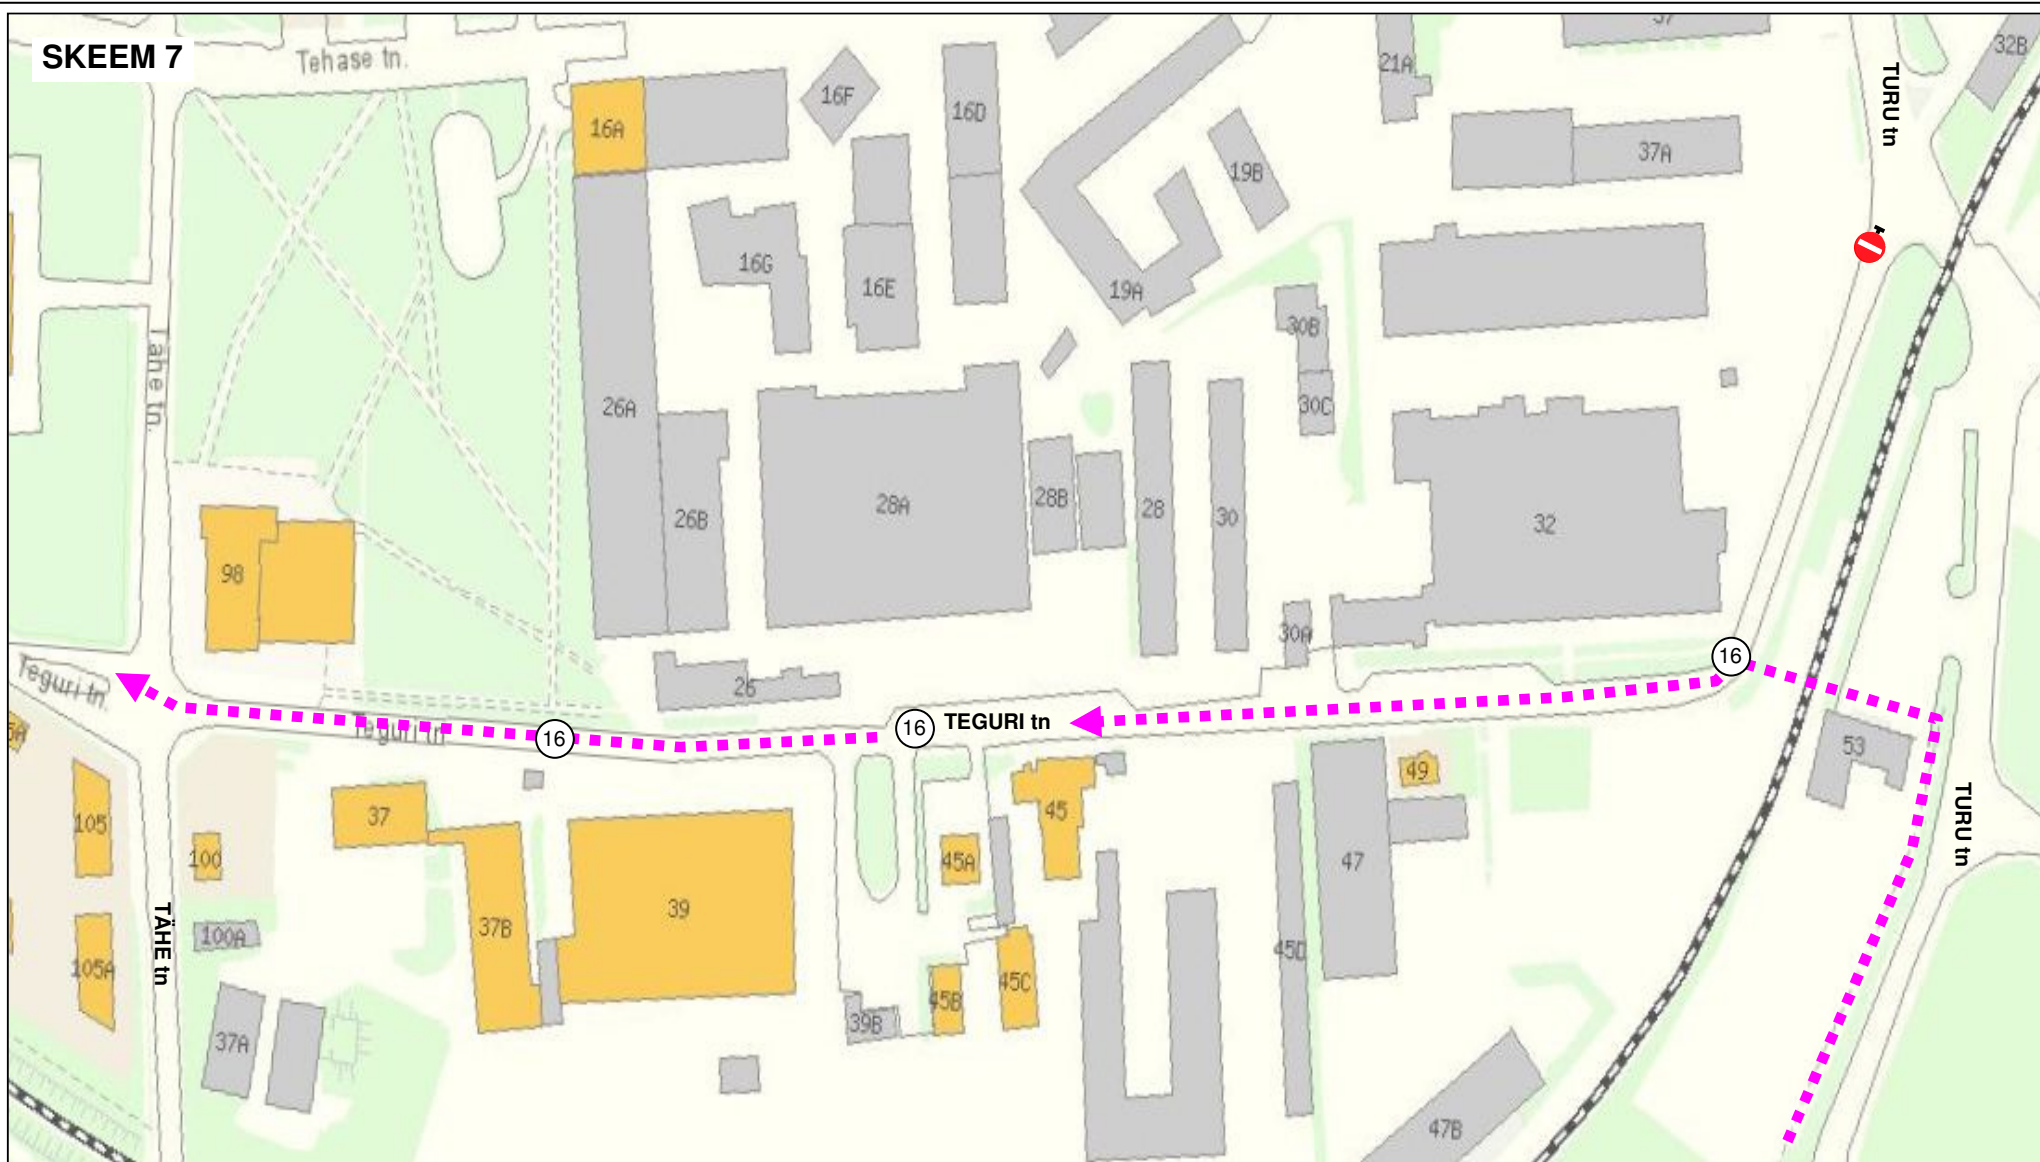 SKEEM 7
Tehase tn.
37
32B
21A
TURU tn
16F
16D
16A
37A
19B
16G
16E
19A
30B
Tähe tn.
26A
30C
28B
28A
28
30
26B
32
98
30A
16
Teguri tn.
26
16
TEGURI tn
16
Teguri tn
53
49
TURU tn
105
37
45
100
45A
47
39
37B
TÄHE tn
100A
45D
105A
45C
45B
39B
37A
47B